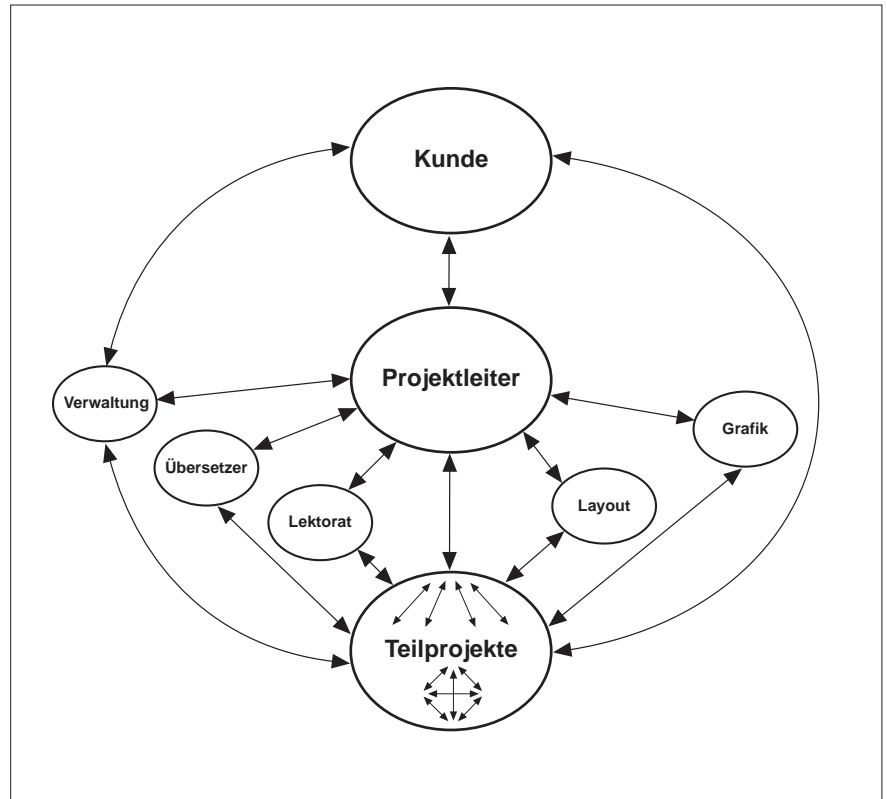 Kunde
Projektleiter
Verwaltung
Grafik
Übersetzer
Lektorat
Layout
Teilprojekte